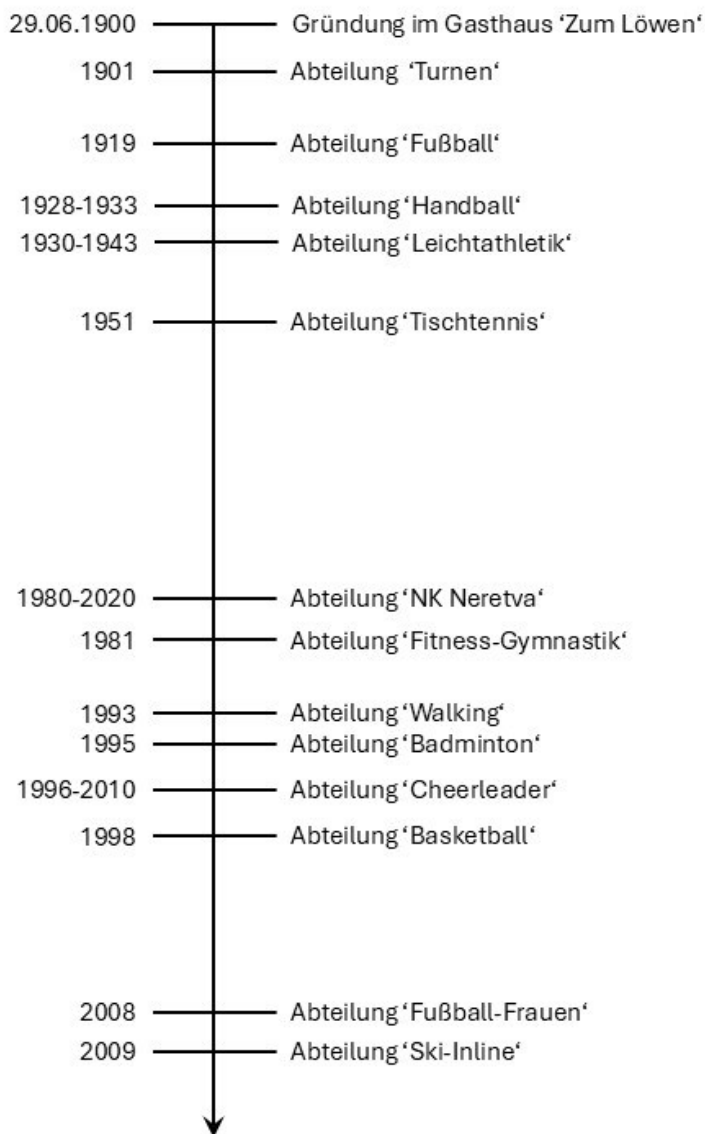 29.06.1900 Gründung im Gasthaus ‘Zum Löwen‘
1901 Abteilung ‘Turnen‘
1919 Abteilung ‘Fußball‘
1928-1933 Abteilung ‘Handball‘
1930-1943 Abteilung ‘Leichtathletik‘
1951 Abteilung ‘Tischtennis‘
1980-2020 Abteilung ‘NK Neretva‘
1981 Abteilung ‘Fitness-Gymnastik‘
1993 Abteilung ‘Walking‘
1995 Abteilung ‘Badminton‘
1996-2010 Abteilung ‘Cheerleader‘
1998 Abteilung ‘Basketball‘
2008 Abteilung ‘Fußball-Frauen‘
2009 Abteilung ‘Ski-Inline‘